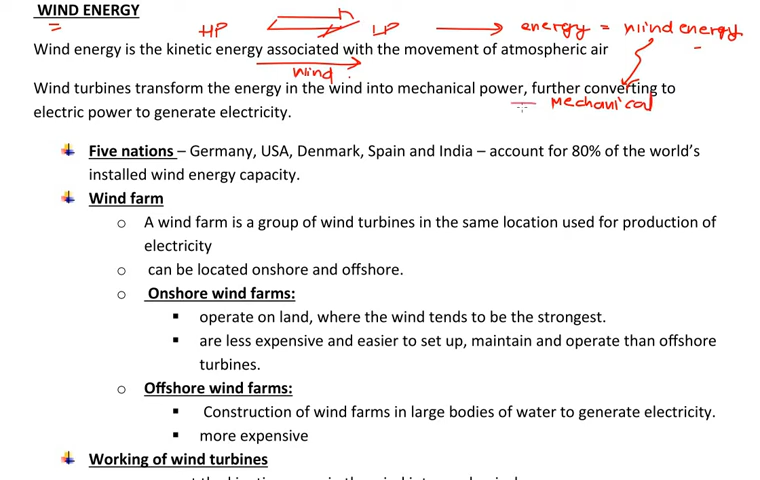 WIND ENERGY
HP LP energy = wind energy
Wind energy is the kinetic energy associated with the movement of atmospheric air
wind
Wind turbines transform the energy in the wind into mechanical power, further converting to
Mechanical
electric power to generate electricity.
Five nations – Germany, USA, Denmark, Spain and India – account for 80% of the world’s
installed wind energy capacity.
Wind farm
o A wind farm is a group of wind turbines in the same location used for production of
electricity
o can be located onshore and offshore.
o Onshore wind farms:
▪ operate on land, where the wind tends to be the strongest.
▪ are less expensive and easier to set up, maintain and operate than offshore
turbines.
o Offshore wind farms:
▪ Construction of wind farms in large bodies of water to generate electricity.
▪ more expensive
Working of wind turbines